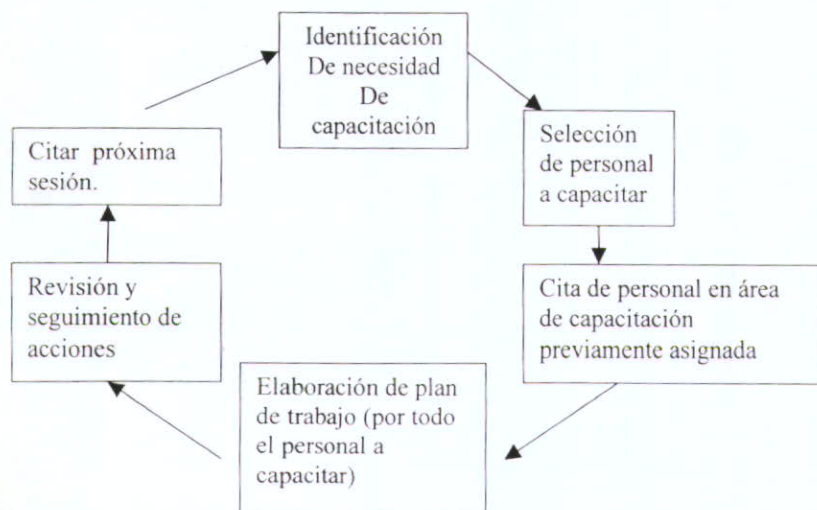 Identificación
De necesidad
De
capacitación
Selección
de personal
a capacitar
Cita de personal en área
de capacitación
previamente asignada
Elaboración de plan
de trabajo (por todo
el personal a
capacitar)
Revisión y
seguimiento de
acciones
Citar próxima
sesión.